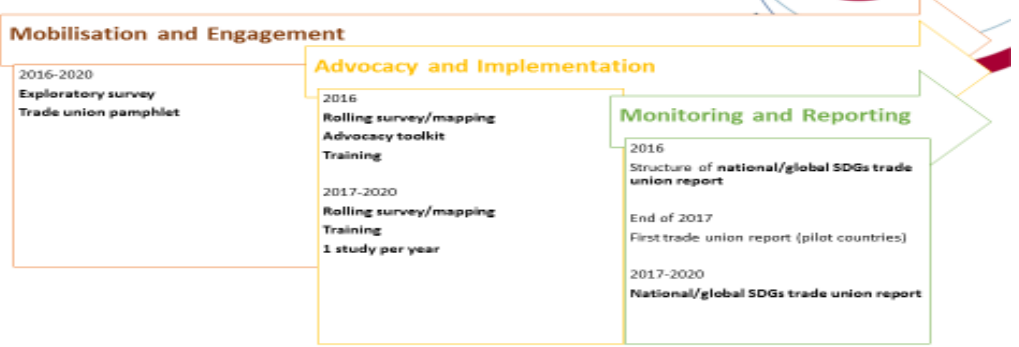 Mobilisation and Engagement
2016-2020
Exploratory survey
Trade union pamphlet
Advocacy and Implementation
2016
Rolling survey/mapping
Advocacy toolkit
Training
2017-2020
Rolling survey/mapping
Training
1 study per year
Monitoring and Reporting
2016
Structure of national/global SDGs trade
union report
End of 2017
First trade union report (pilot countries)
2017-2020
National/global SDGs trade union report